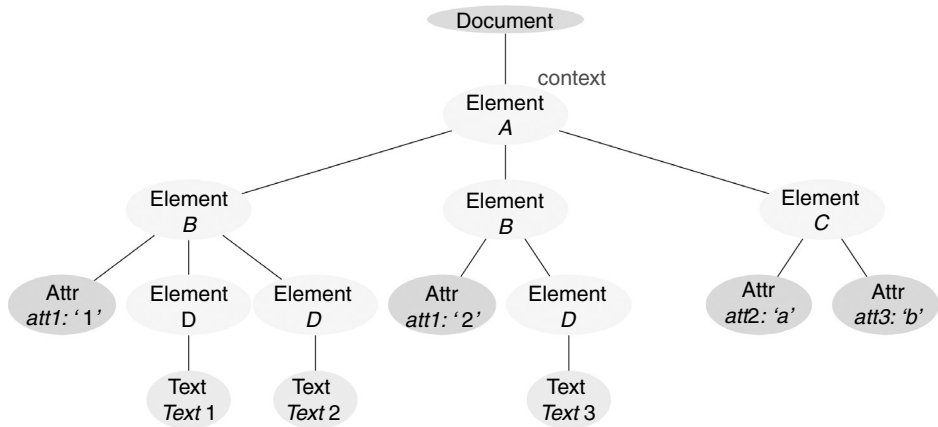 Document
context
Element
A
Element
B
Element
B
Element
C
Attr
att1: ‘1’
Element
D
Element
D
Attr
att1: ‘2’
Element
D
Attr
att2: ‘a’
Attr
att3: ‘b’
Text
Text 1
Text
Text 2
Text
Text 3